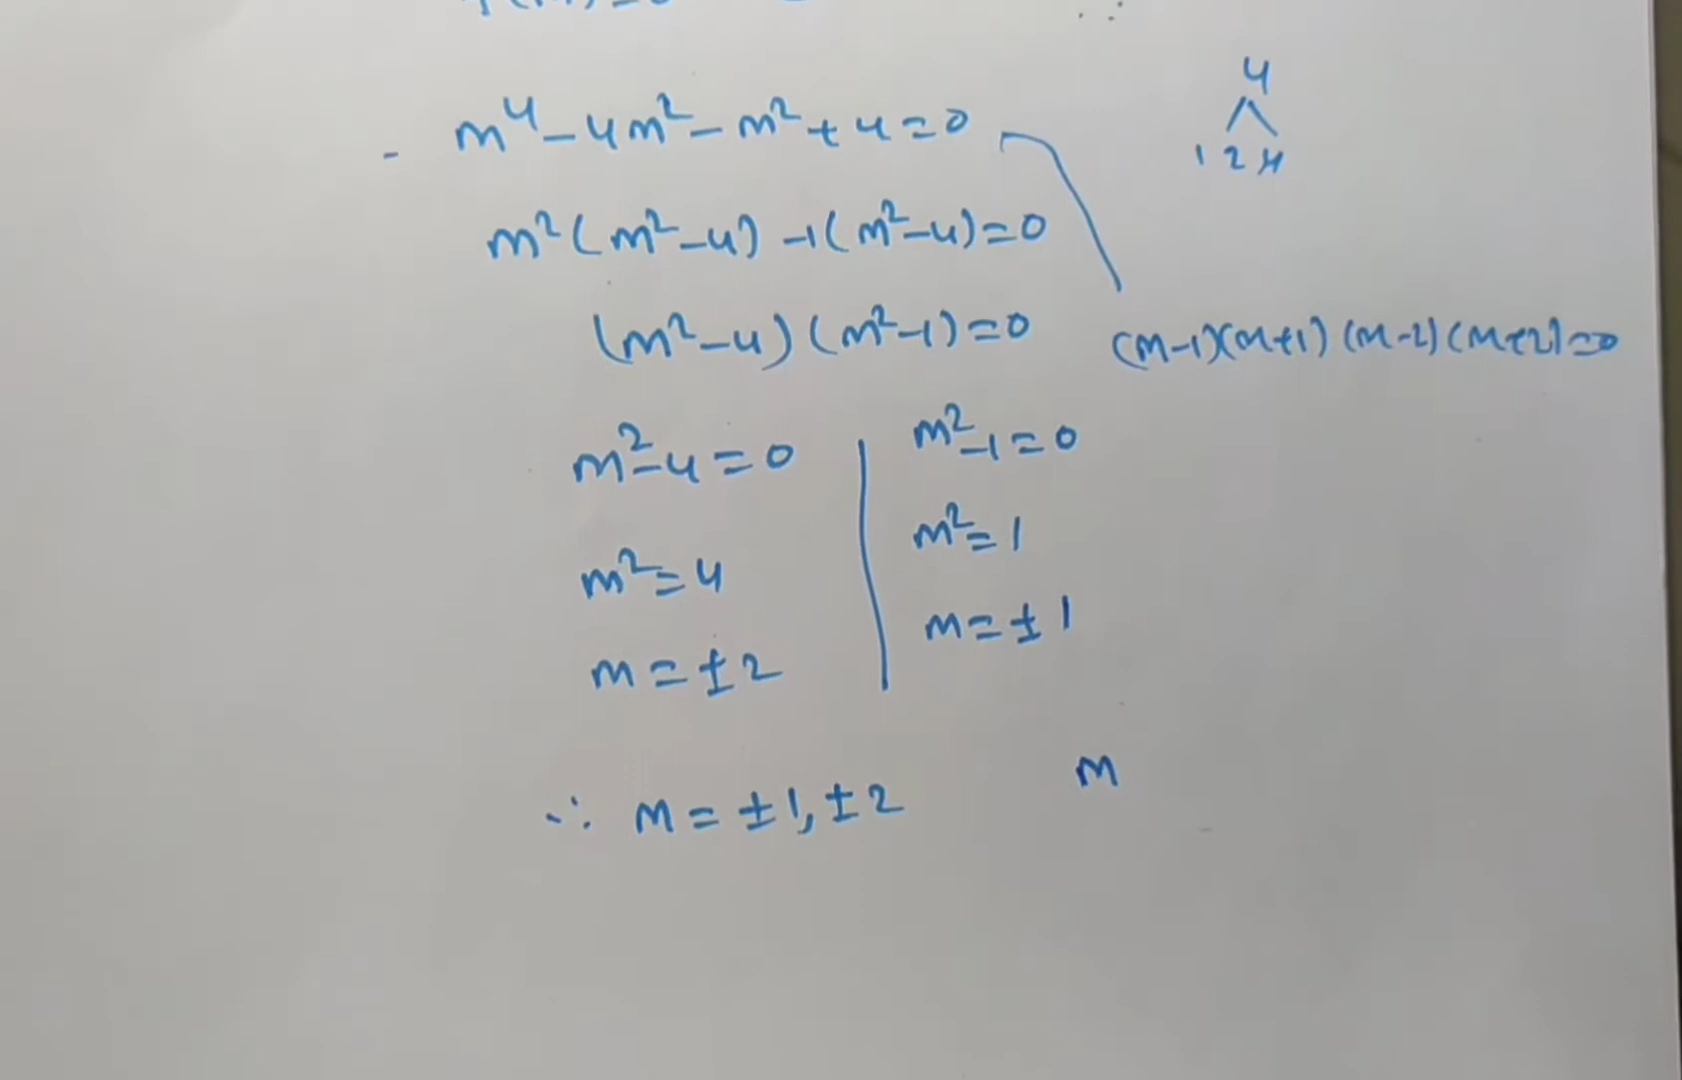 m⁴-4m²-m²+4=0
4
1 2 4
m²(m²-4)-1(m²-4)=0
(m²-4)(m²-1)=0
(m-1)(m+1)(m-2)(m+2)=0
m²-4=0
m²-1=0
m²=4
m²=1
m=±2
m=±1
∴ m=±1,±2
m